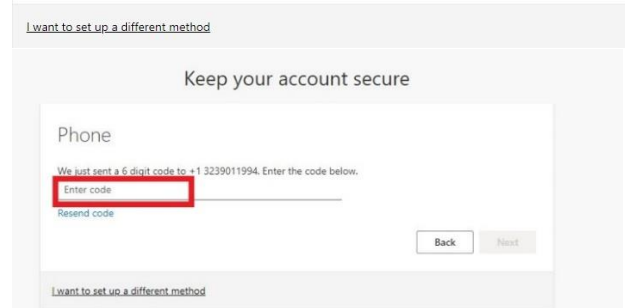 I want to set up a different method
Keep your account secure
Phone
We just sent a 6 digit code to +1 3239011994. Enter the code below.
Enter code
Resend code
Back Next
I want to set up a different method